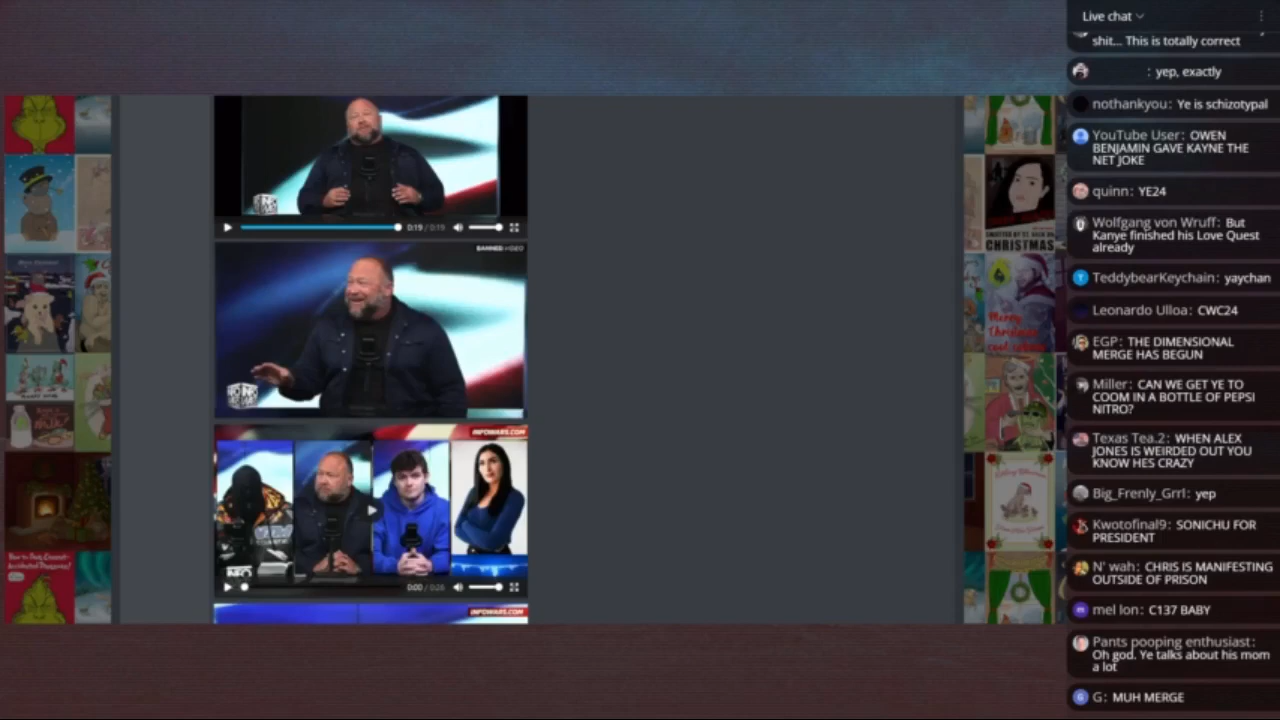 Live chat
shit... This is totally correct
: yep, exactly
nothankyou: Ye is schizotypal
YouTube User: OWEN
BENJAMIN GAVE KAYNE THE
NET JOKE
quinn: YE24
Wolfgang von Wruff: But
Kanye finished his Love Quest
already
TeddybearKeychain: yaychan
Leonardo Ulloa: CWC24
EGP: THE DIMENSIONAL
MERGE HAS BEGUN
Miller: CAN WE GET YE TO
COOM IN A BOTTLE OF PEPSI
NITRO?
Texas Tea.2: WHEN ALEX
JONES IS WEIRDED OUT YOU
KNOW HES CRAZY
Big_Frenly_Grrl: yep
Kwotofinal9: SONICHU FOR
PRESIDENT
N' wah: CHRIS IS MANIFESTING
OUTSIDE OF PRISON
mel lon: C137 BABY
Pants pooping enthusiast:
Oh god. Ye talks about his mom
a lot
G: MUH MERGE
0:19 / 0:19
INFOWARS.COM
0:00 / 0:26
INFOWARS.COM
CHRISTMAS
Merry
Christmas